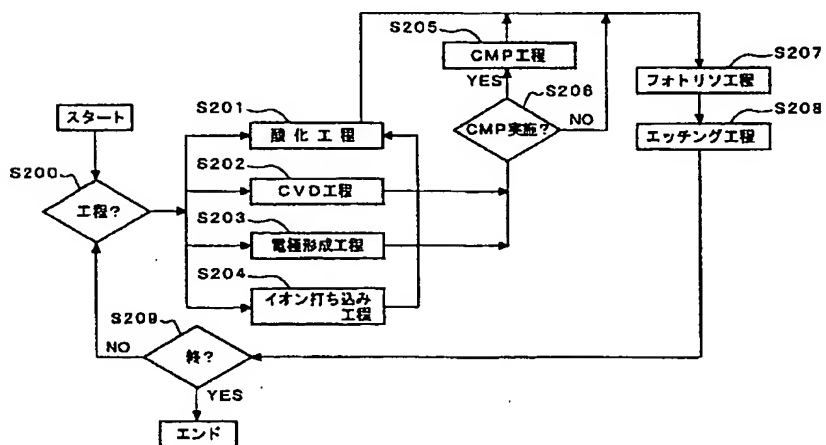 S205
CMP工程
YES
S206
CMP実施?
NO
S207
フォトリソ工程
S208
エッチング工程
スタート
S200
工程?
S201
酸化工程
S202
CVD工程
S203
電極形成工程
S204
イオン打ち込み
工程
S209
NO
終?
YES
エンド